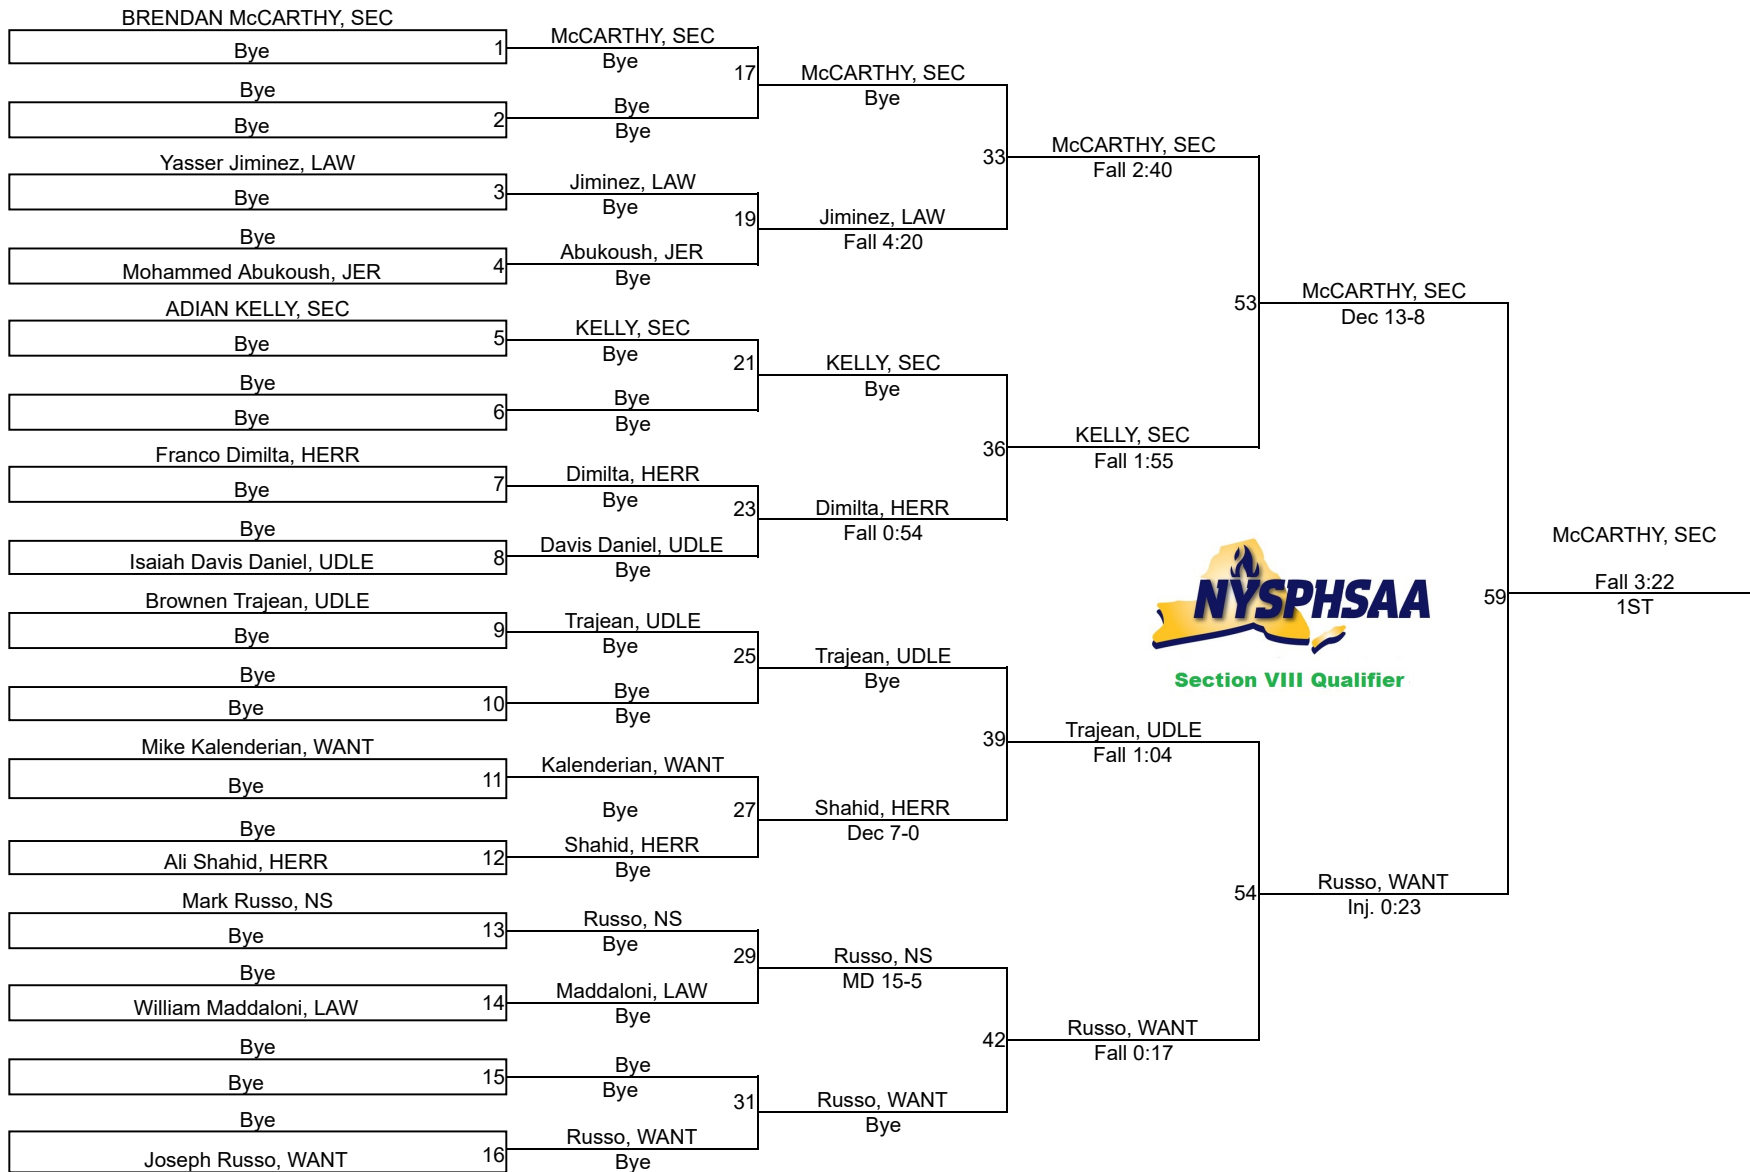 BRENDAN McCARTHY, SEC
Bye
1
Bye
Bye
2
Yasser Jiminez, LAW
Bye
3
Bye
Mohammed Abukoush, JER
4
ADIAN KELLY, SEC
Bye
5
Bye
Bye
6
Franco Dimilta, HERR
Bye
7
Bye
Isaiah Davis Daniel, UDLE
8
Brownen Trajean, UDLE
Bye
9
Bye
Bye
10
Mike Kalenderian, WANT
Bye
11
Bye
Ali Shahid, HERR
12
Mark Russo, NS
Bye
13
Bye
William Maddaloni, LAW
14
Bye
Bye
15
Bye
Joseph Russo, WANT
16
McCARTHY, SEC
Bye
17
Bye
Bye
Jiminez, LAW
Bye
19
Abukoush, JER
Bye
KELLY, SEC
Bye
21
Bye
Bye
Dimilta, HERR
Bye
23
Davis Daniel, UDLE
Bye
Trajean, UDLE
Bye
25
Bye
Bye
Kalenderian, WANT
Bye
27
Shahid, HERR
Bye
Russo, NS
Bye
29
Maddaloni, LAW
Bye
Bye
Bye
31
Russo, WANT
Bye
McCARTHY, SEC
Bye
33
Jiminez, LAW
Fall 4:20
KELLY, SEC
Bye
36
Dimilta, HERR
Fall 0:54
Trajean, UDLE
Bye
39
Shahid, HERR
Dec 7-0
Russo, NS
MD 15-5
42
Russo, WANT
Bye
McCARTHY, SEC
Fall 2:40
53
KELLY, SEC
Fall 1:55
NYSPHSAA
Section VIII Qualifier
Trajean, UDLE
Fall 1:04
54
Russo, WANT
Fall 0:17
McCARTHY, SEC
Dec 13-8
59
Russo, WANT
Inj. 0:23
McCARTHY, SEC
Fall 3:22
1ST